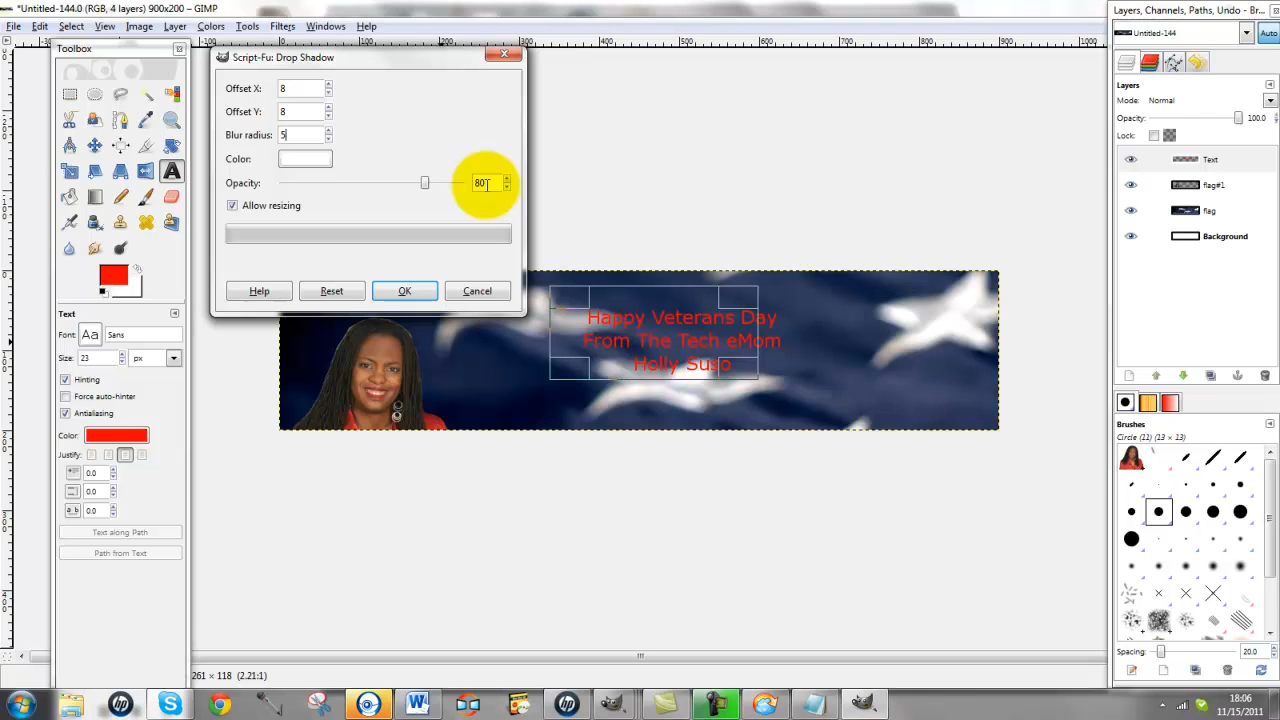 *Untitled-144.0 (RGB, 4 layers) 900x200 – GIMP
File Edit Select View Image Layer Colors Tools Filters Windows Help
Toolbox
Script-Fu: Drop Shadow
Offset X: 8
Offset Y: 8
Blur radius: 5
Color:
Opacity: 80
Allow resizing
Help Reset OK Cancel
Happy Veterans Day
From The Tech eMom
Holly Suso
Text
Font: Aa Sans
Size: 23 px
Hinting
Force auto-hinter
Antialiasing
Color:
Justify:
0.0
0.0
0.0
Text along Path
Path from Text
261 × 118 (2.21:1)
Layers, Channels, Paths, Undo - Br...
Untitled-144 Auto
Layers
Mode: Normal
Opacity: 100.0
Lock:
Text
flag#1
flag
Background
Brushes
Circle (11) (13 × 13)
Spacing: 20.0
18:06
11/15/2011